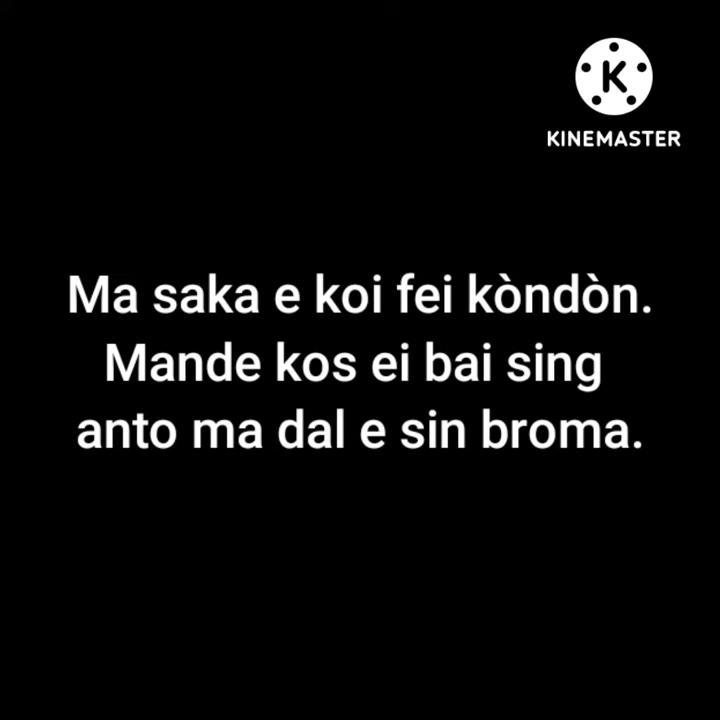 KINEMASTER
Ma saka e koi fei kòndòn.
Mande kos ei bai sing
anto ma dal e sin broma.